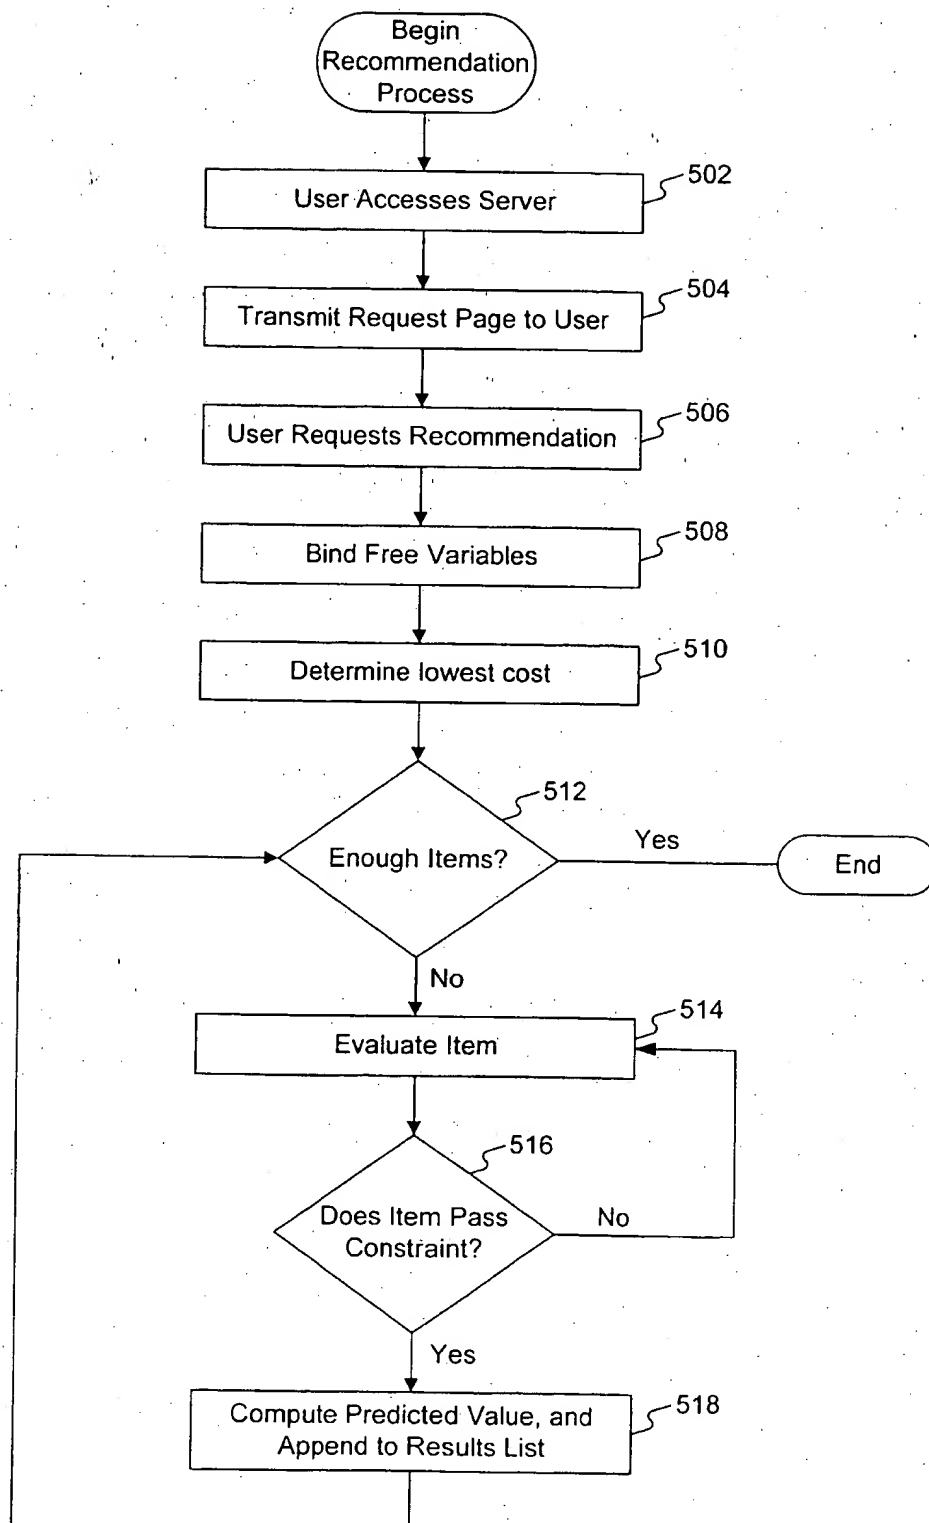 Begin
Recommendation
Process
502
User Accesses Server
504
Transmit Request Page to User
506
User Requests Recommendation
508
Bind Free Variables
510
Determine lowest cost
512
Enough Items?
Yes
End
No
514
Evaluate Item
516
Does Item Pass
Constraint?
No
Yes
518
Compute Predicted Value, and
Append to Results List